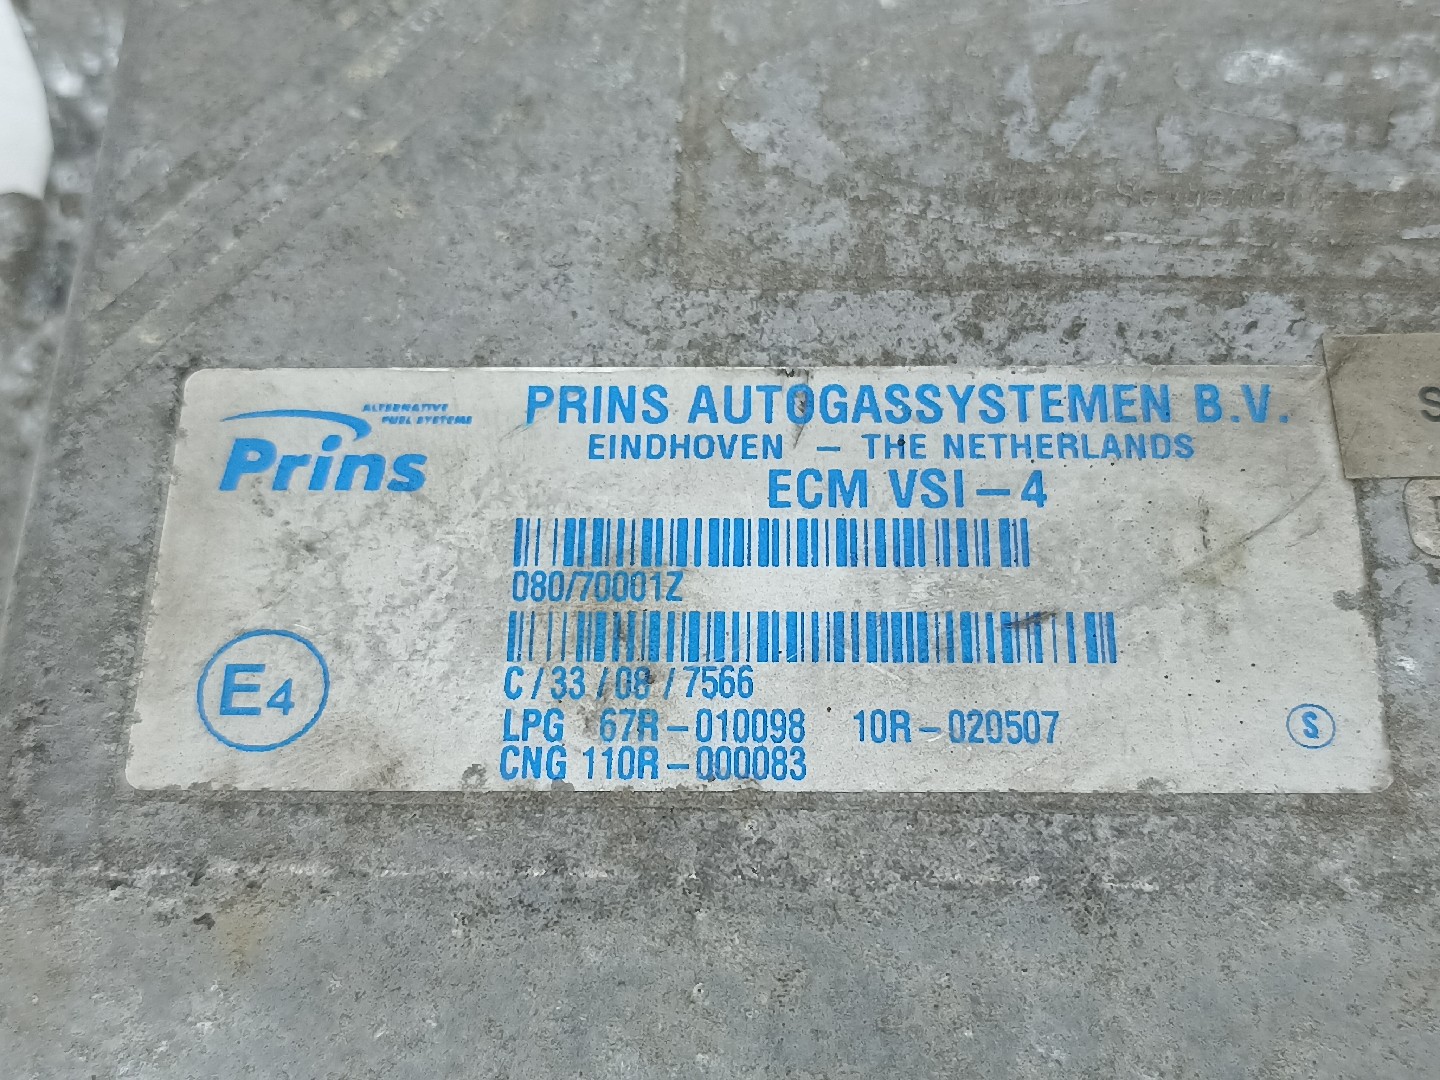 ALTERNATIVE
FUEL SYSTEMS
Prins
PRINS AUTOGASSYSTEMEN B.V.
EINDHOVEN - THE NETHERLANDS
ECM VSI-4
080/70001Z
C/33/08/7566
LPG 67R-010098 10R-020507
CNG 110R-000083
E4
S
S